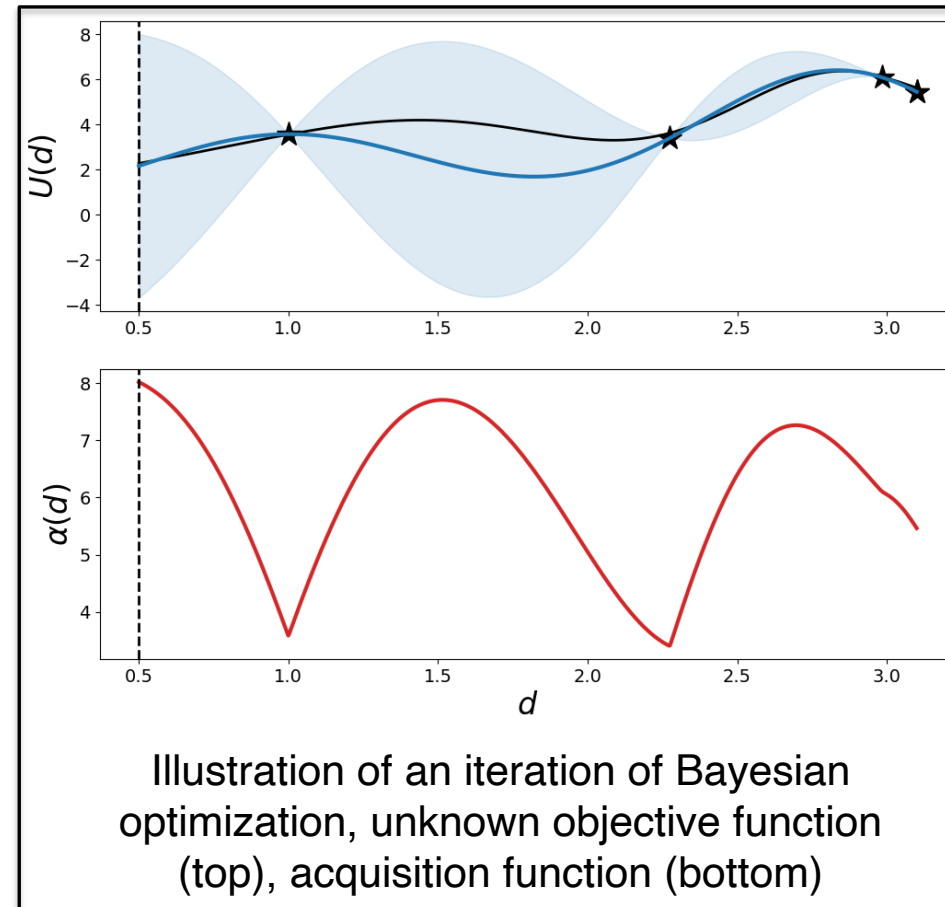 8
6
4
2
0
−2
−4
U(d)
0.5 1.0 1.5 2.0 2.5 3.0
8
7
6
5
4
α(d)
0.5 1.0 1.5 2.0 2.5 3.0
d
Illustration of an iteration of Bayesian
optimization, unknown objective function
(top), acquisition function (bottom)